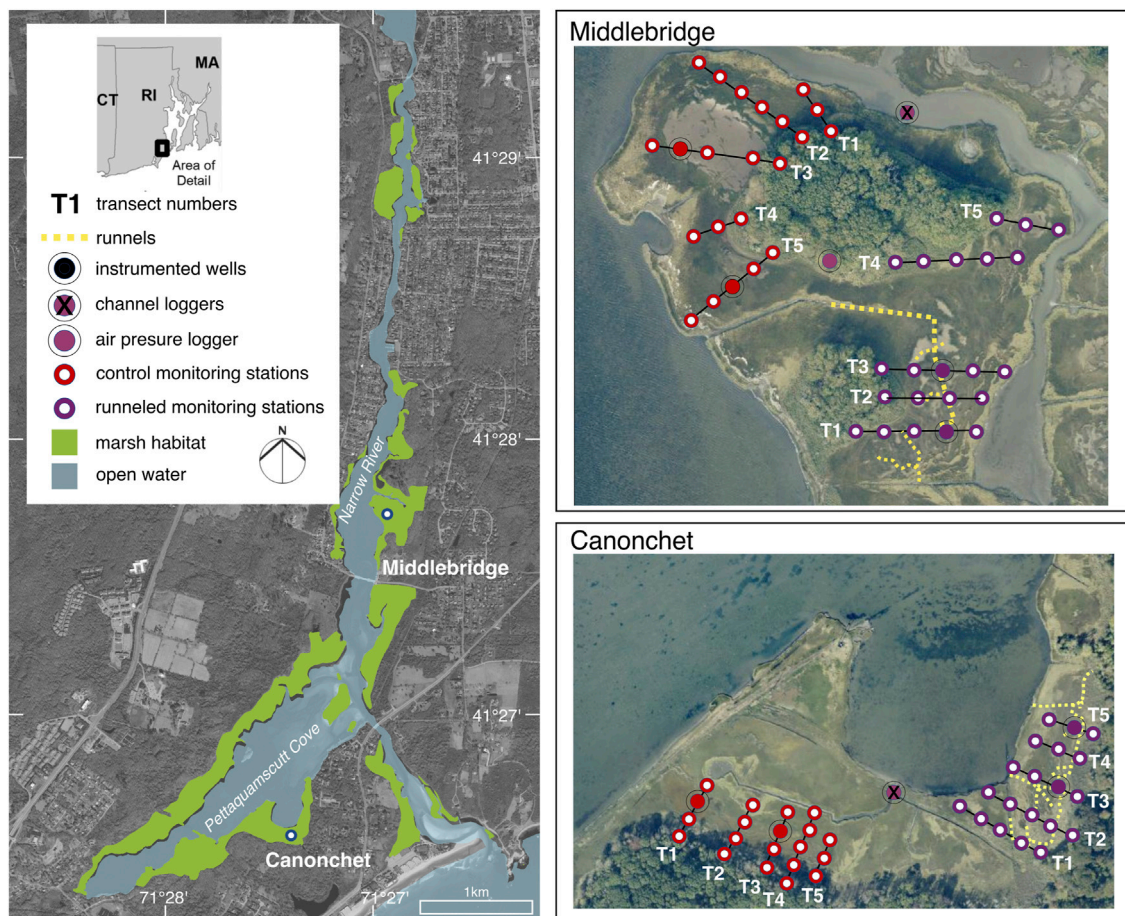 MA
CT
RI
Area of
Detail
T1 transect numbers
runnels
instrumented wells
X channel loggers
air presure logger
control monitoring stations
runneled monitoring stations
marsh habitat
open water
N
41°29'
41°28'
41°27'
Narrow River
Middlebridge
Pettaquamscutt Cove
Canonchet
71°28'
71°27'
1km
Middlebridge
X
T1
T2
T3
T4
T5
T5
T4
T3
T2
T1
Canonchet
X
T1
T2
T3
T4
T5
T5
T4
T3
T2
T1